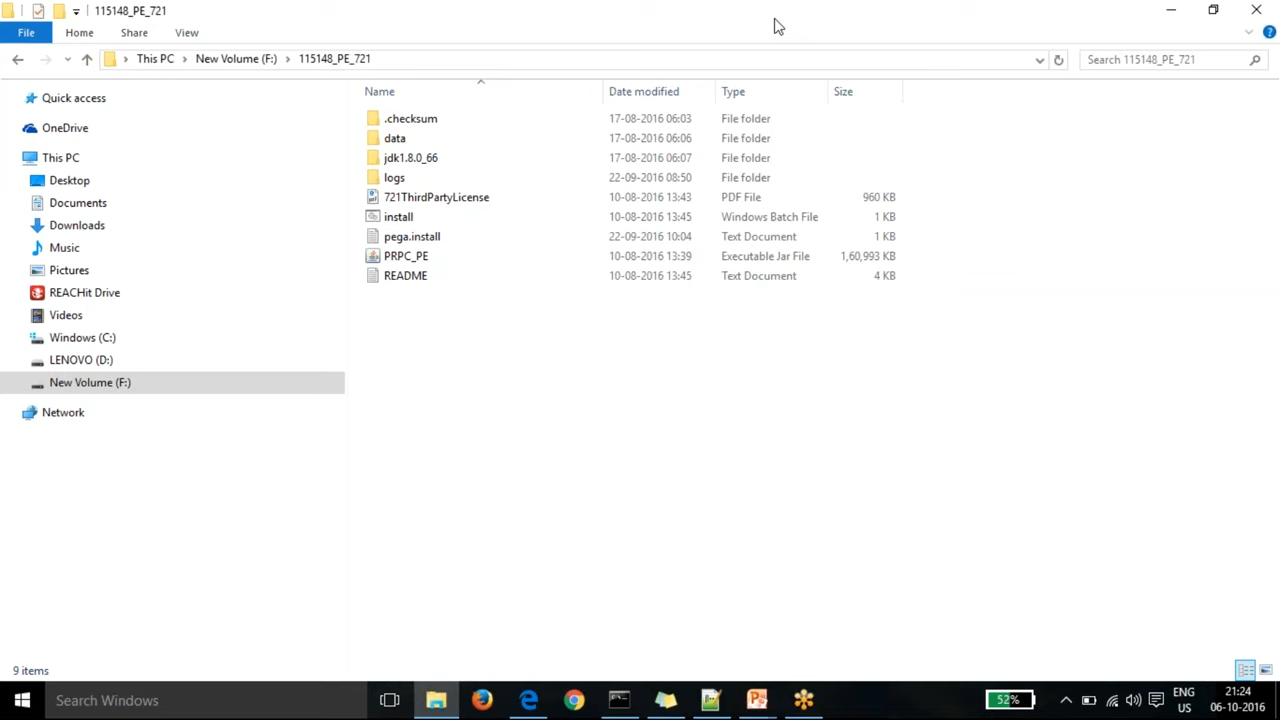 115148_PE_721
File Home Share View
This PC New Volume (F:) 115148_PE_721 Search 115148_PE_721
Name Date modified Type Size
Quick access
OneDrive
This PC
Desktop
Documents
Downloads
Music
Pictures
REACHit Drive
Videos
Windows (C:)
LENOVO (D:)
New Volume (F:)
Network
.checksum 17-08-2016 06:03 File folder
data 17-08-2016 06:06 File folder
jdk1.8.0_66 17-08-2016 06:07 File folder
logs 22-09-2016 08:50 File folder
721ThirdPartyLicense 10-08-2016 13:43 PDF File 960 KB
install 10-08-2016 13:45 Windows Batch File 1 KB
pega.install 22-09-2016 10:04 Text Document 1 KB
PRPC_PE 10-08-2016 13:39 Executable Jar File 1,60,993 KB
README 10-08-2016 13:45 Text Document 4 KB
9 items
Search Windows 52% ENG 21:24
US 06-10-2016